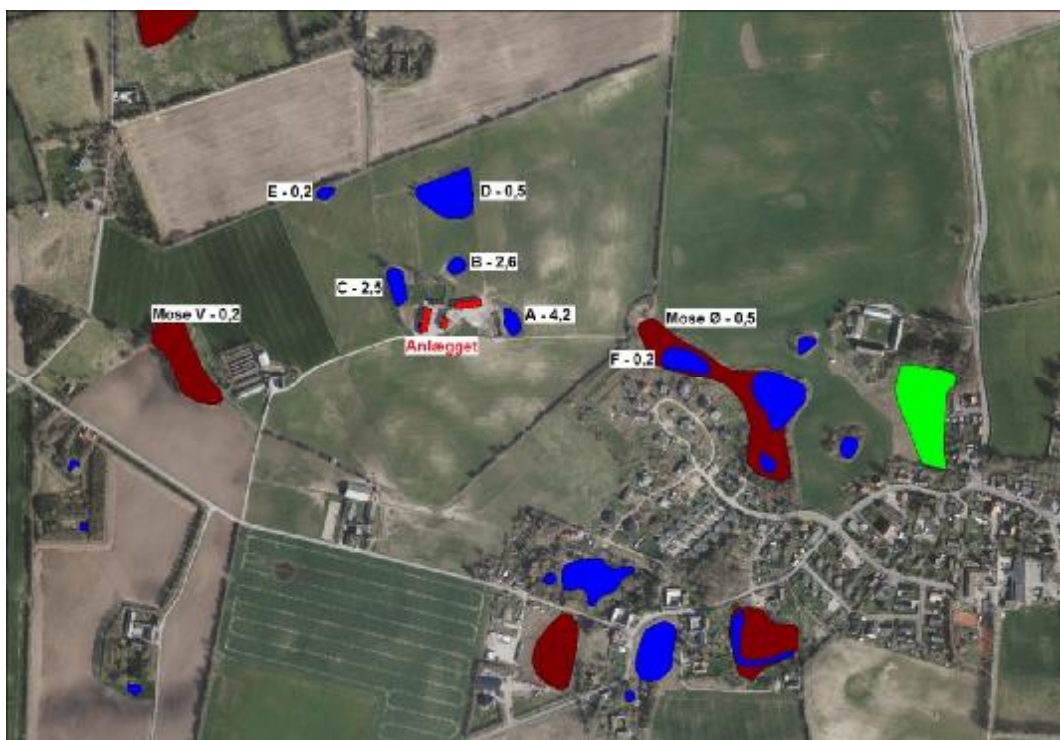 E - 0,2
D - 0,5
B - 2,6
C - 2,5
Mose V - 0,2
A - 4,2
Mose Ø - 0,5
Anlægget
F - 0,2